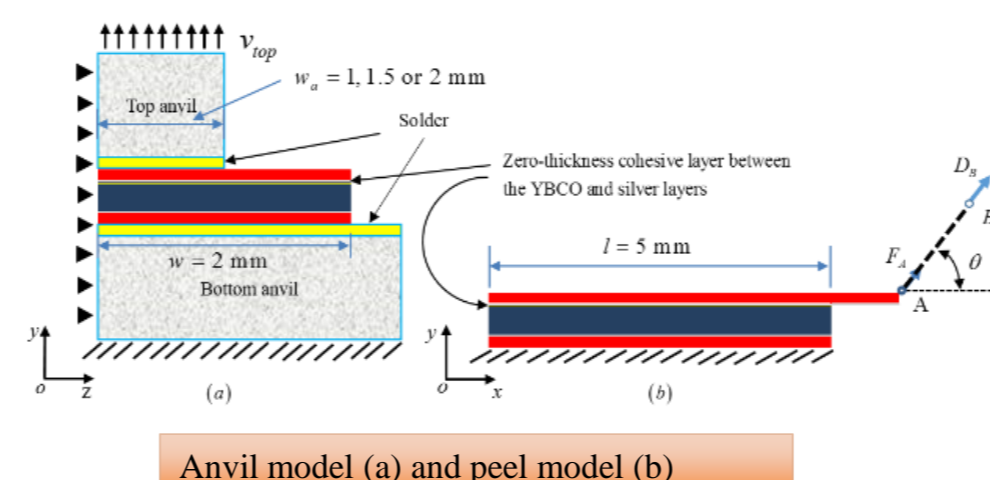 v_top
w_a = 1, 1.5 or 2 mm
Top anvil
Solder
Zero-thickness cohesive layer between
the YBCO and silver layers
w = 2 mm
Bottom anvil
l = 5 mm
D_B
F_A
θ
A
y
o
z
(a)
y
o
x
(b)
Anvil model (a) and peel model (b)